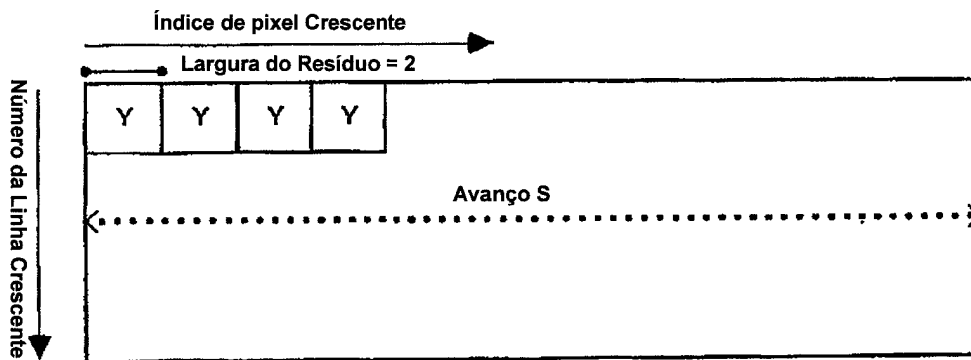 Índice de pixel Crescente
Largura do Resíduo = 2
Número da Linha Crescente
Y Y Y Y
Avanço S